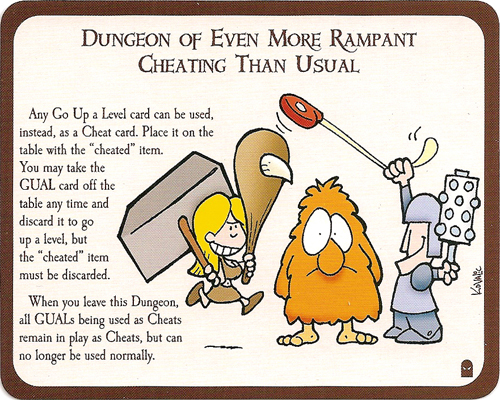 Dungeon of Even More Rampant
Cheating Than Usual
Any Go Up a Level card can be used,
instead, as a Cheat card. Place it on the
table with the “cheated” item.
You may take the
GUAL card off the
table any time and
discard it to go
up a level, but
the “cheated” item
must be discarded.
When you leave this Dungeon,
all GUALs being used as Cheats
remain in play as Cheats, but can
no longer be used normally.
Kovalic